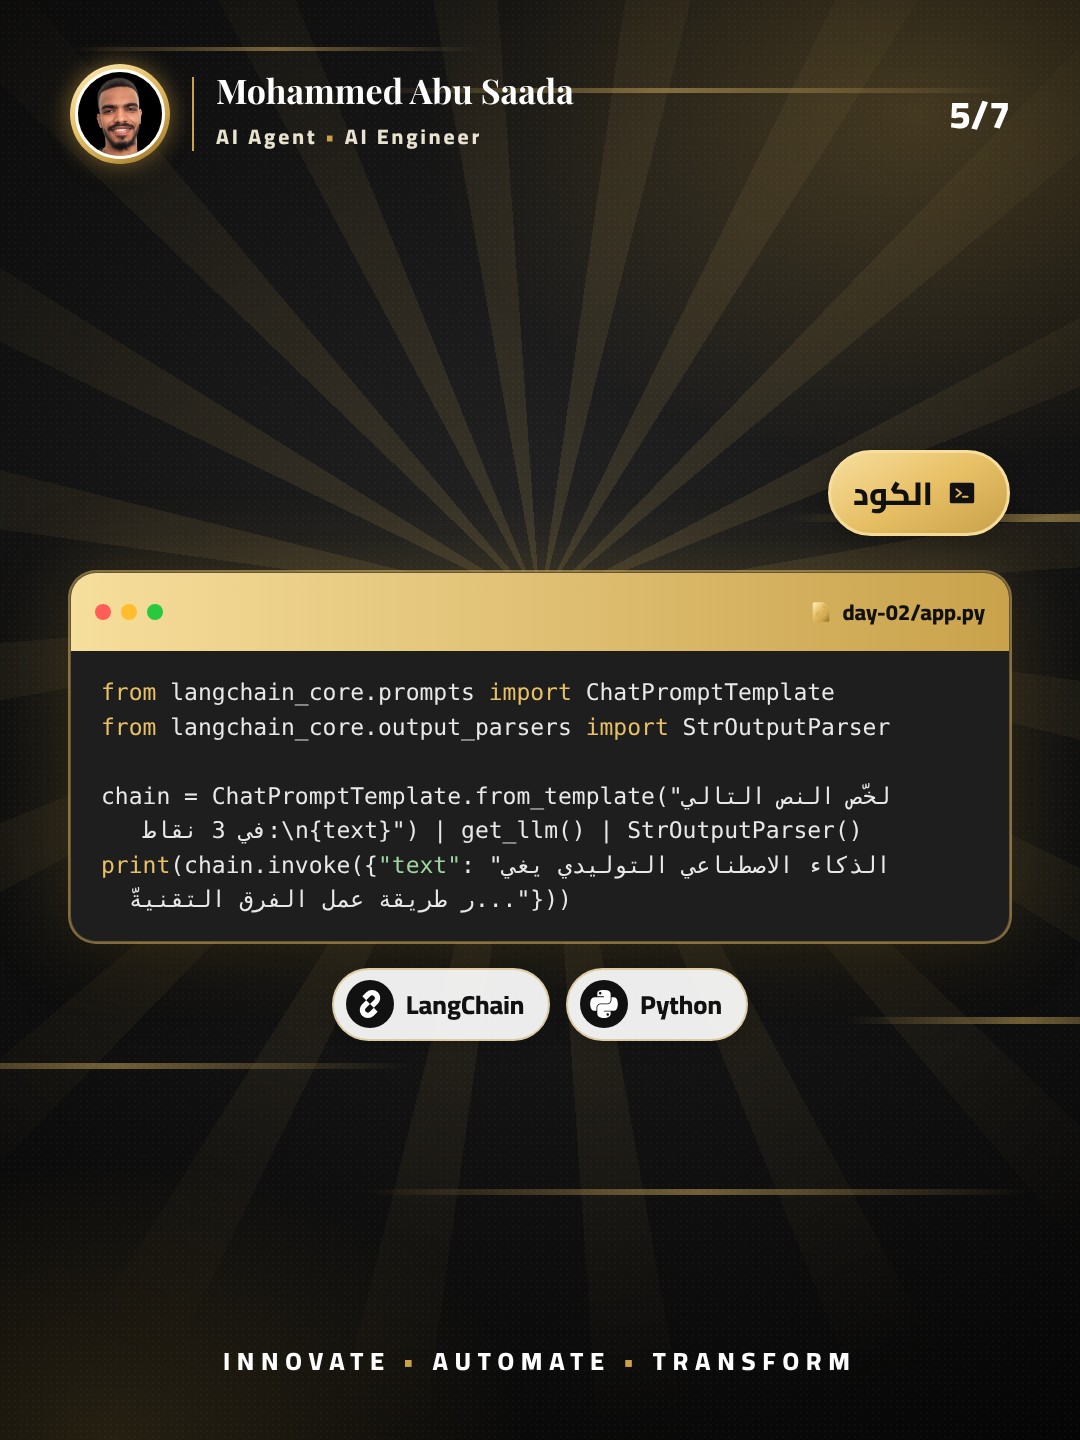 Mohammed Abu Saada
AI Agent ▪ AI Engineer
5/7
الكود
day-02/app.py
from langchain_core.prompts import ChatPromptTemplate
from langchain_core.output_parsers import StrOutputParser
chain = ChatPromptTemplate.from_template("لخّص النص التالي
في 3 نقاط:\n{text}") | get_llm() | StrOutputParser()
print(chain.invoke({"text": "الذكاء الاصطناعي التوليدي يغي
ّر طريقة عمل الفرق التقنية..."}))
LangChain
Python
INNOVATE ▪ AUTOMATE ▪ TRANSFORM